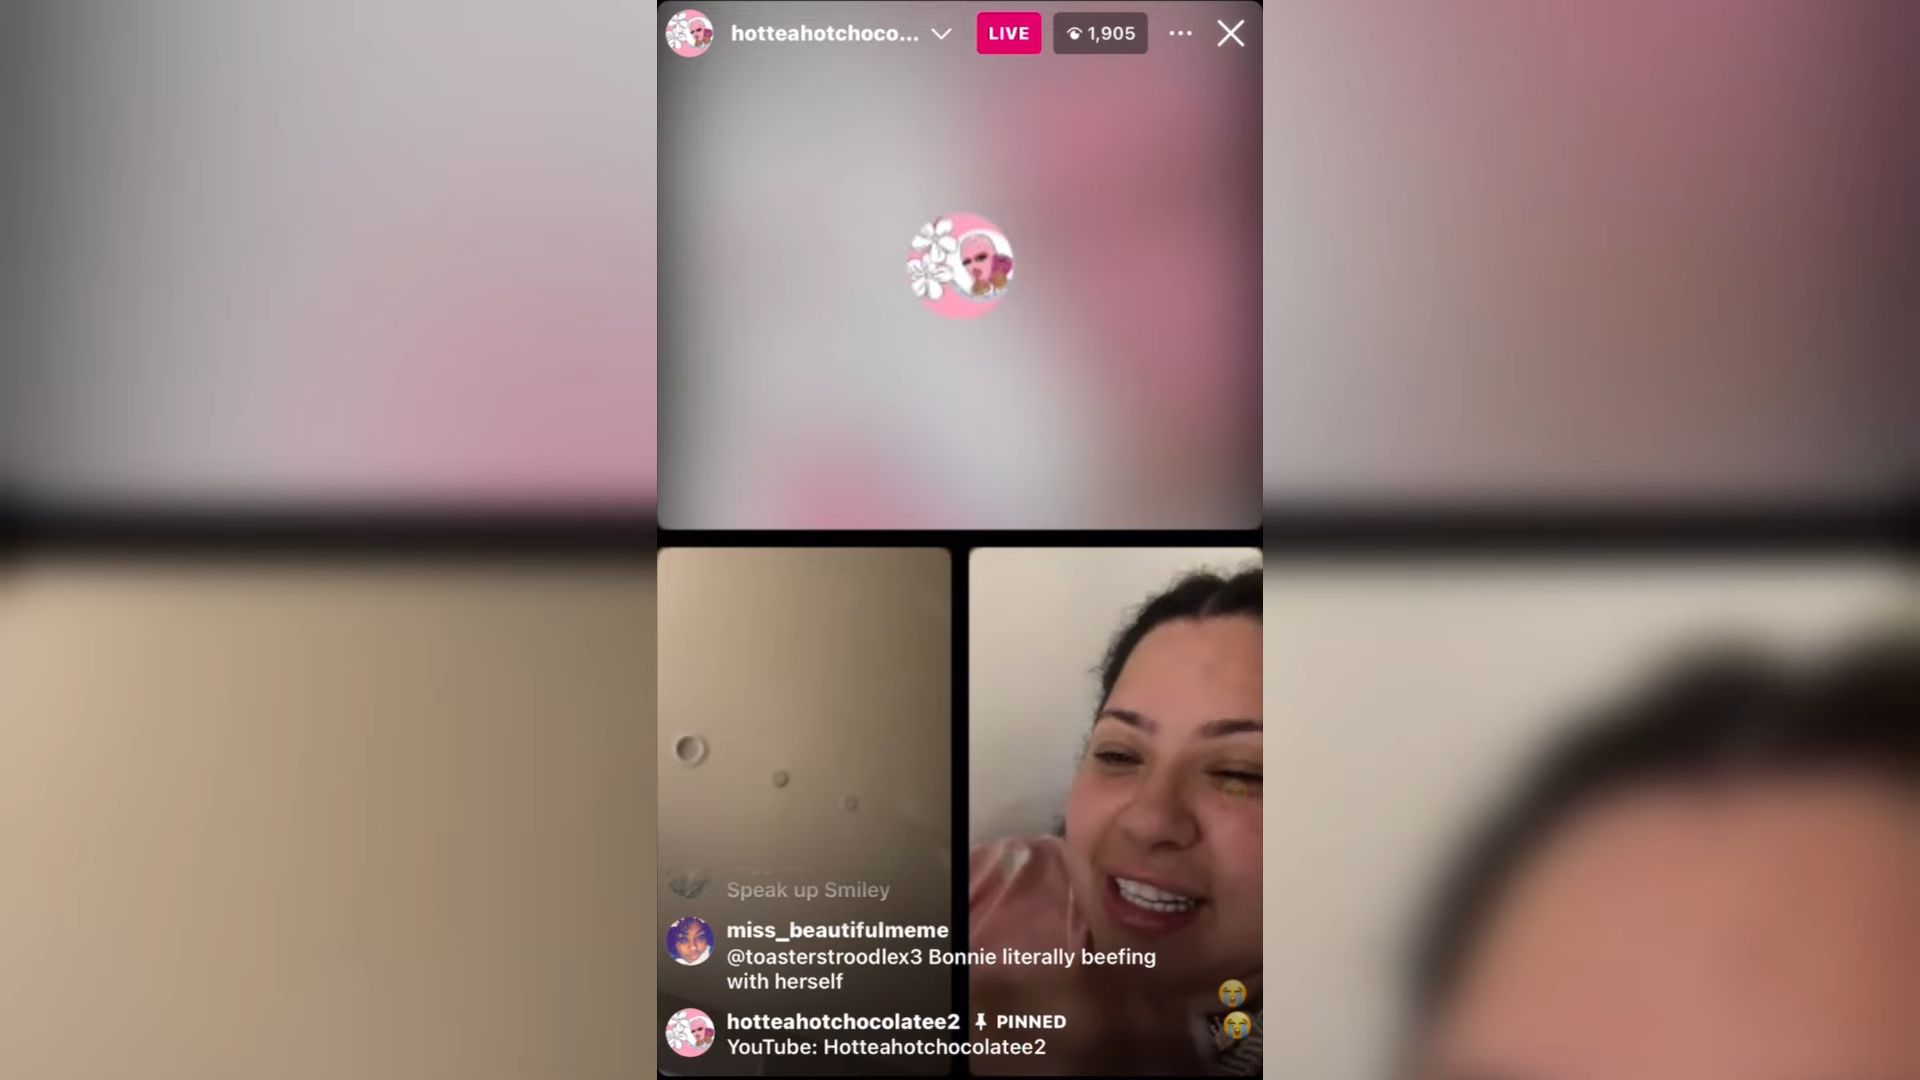 hotteahotchoco...
LIVE
1,905
Speak up Smiley
miss_beautifulmeme
@toasterstroodlex3 Bonnie literally beefing
with herself
hotteahotchocolatee2 PINNED
YouTube: Hotteahotchocolatee2